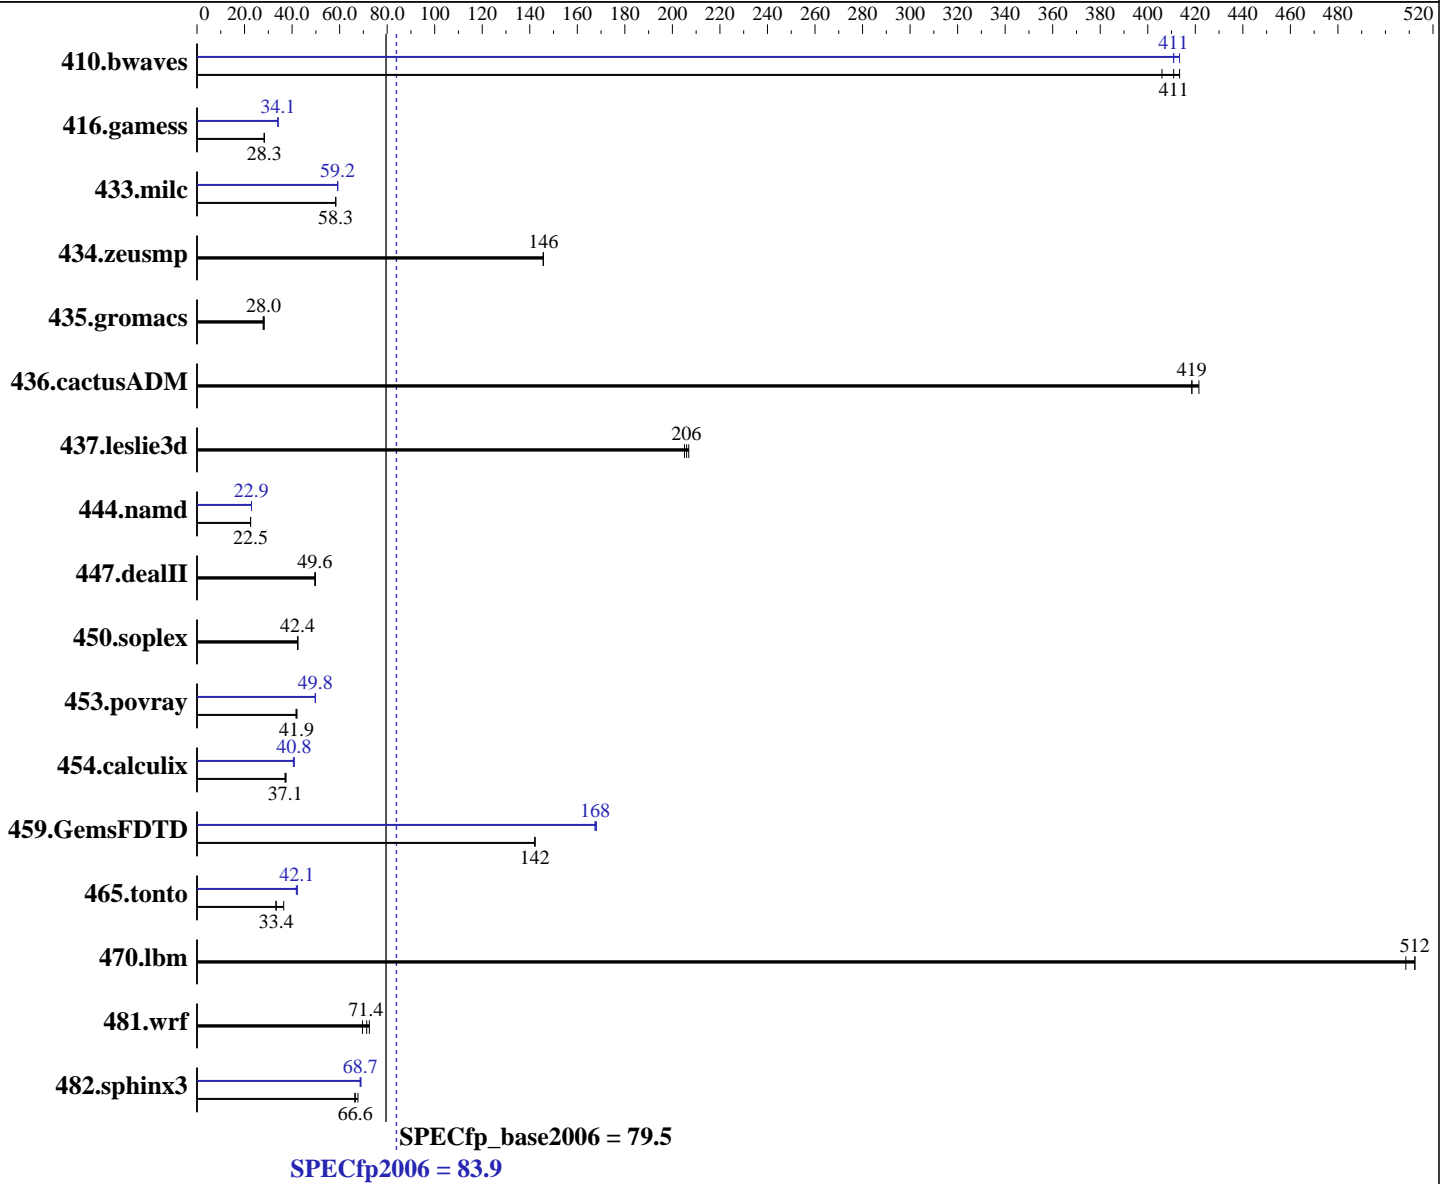 0 20.0 40.0 60.0 80.0 100 120 140 160 180 200 220 240 260 280 300 320 340 360 380 400 420 440 460 480 520
410.bwaves
411
411
416.gamess
34.1
28.3
433.milc
59.2
58.3
434.zeusmp
146
435.gromacs
28.0
436.cactusADM
419
437.leslie3d
206
444.namd
22.9
22.5
447.dealII
49.6
450.soplex
42.4
453.povray
49.8
41.9
454.calculix
40.8
37.1
459.GemsFDTD
168
142
465.tonto
42.1
33.4
470.lbm
512
481.wrf
71.4
482.sphinx3
68.7
66.6
SPECfp_base2006 = 79.5
SPECfp2006 = 83.9